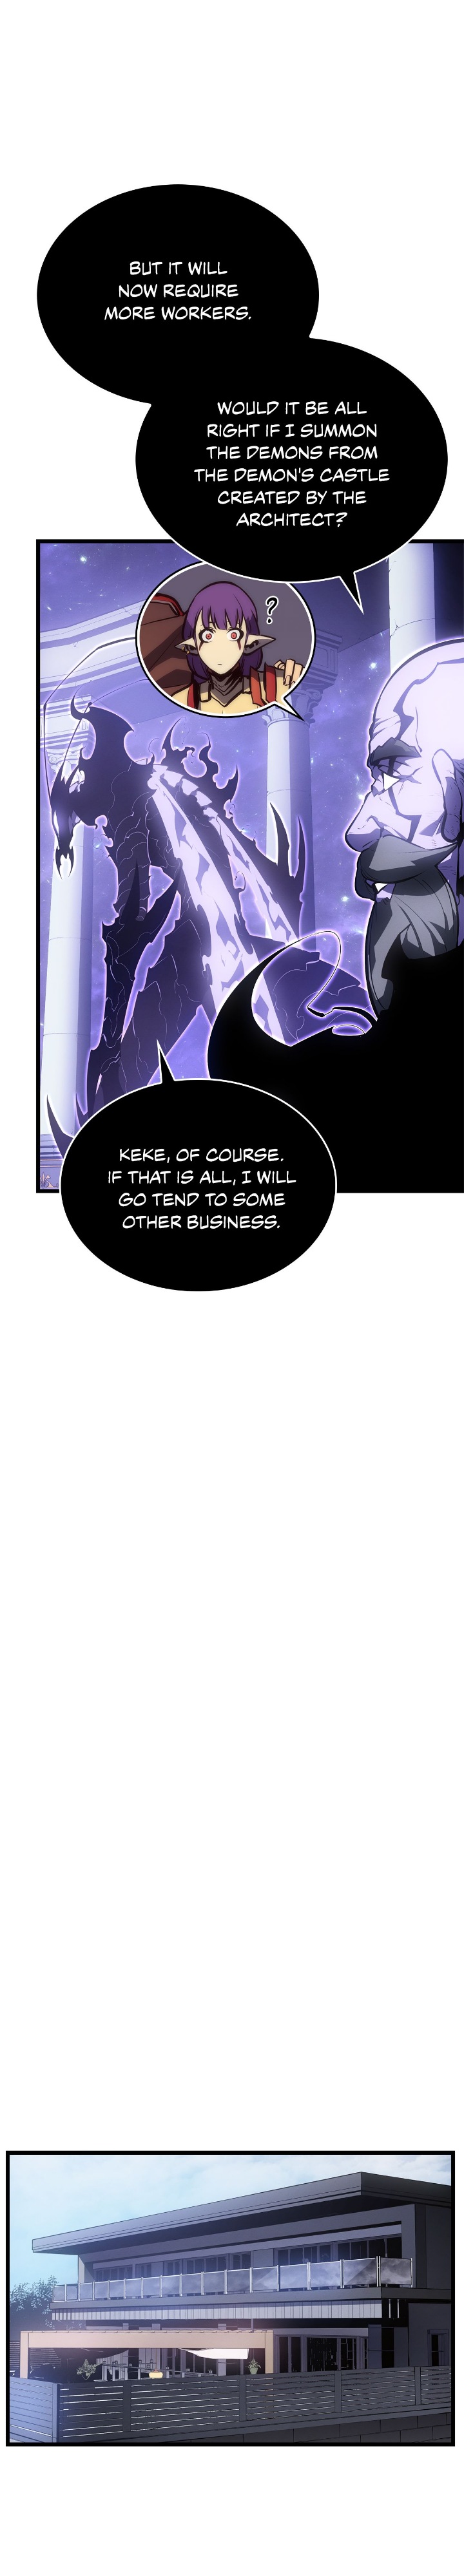 BUT IT WILL
NOW REQUIRE
MORE WORKERS.
WOULD IT BE ALL
RIGHT IF I SUMMON
THE DEMONS FROM
THE DEMON'S CASTLE
CREATED BY THE
ARCHITECT?
?
KEKE, OF COURSE.
IF THAT IS ALL, I WILL
GO TEND TO SOME
OTHER BUSINESS.